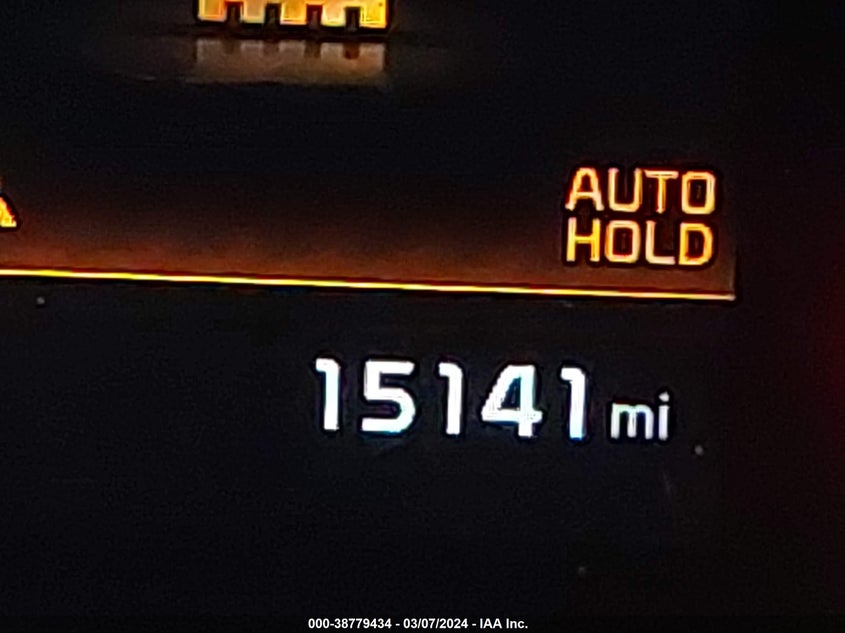 AUTO
HOLD
15141 mi
000-38779434 - 03/07/2024 - IAA Inc.